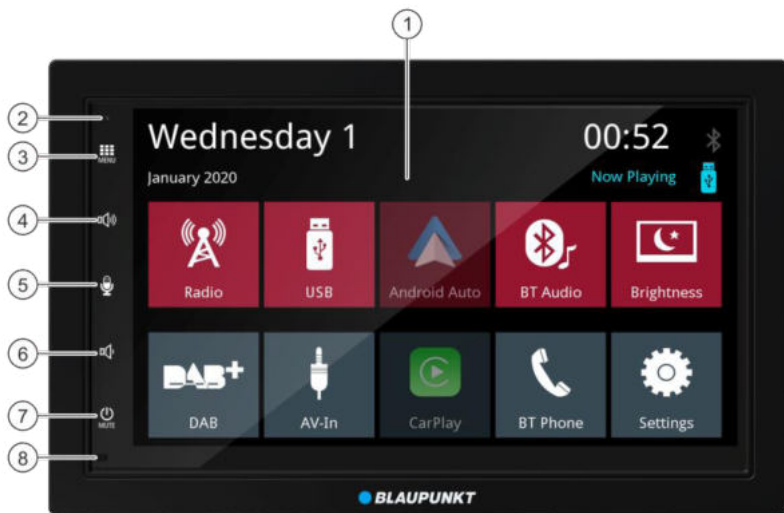 1
2
Wednesday 1
00:52
3
MENU
January 2020
Now Playing
4
5
Radio
USB
Android Auto
BT Audio
Brightness
6
7
MUTE
DAB+
DAB
AV-In
CarPlay
BT Phone
Settings
8
BLAUPUNKT